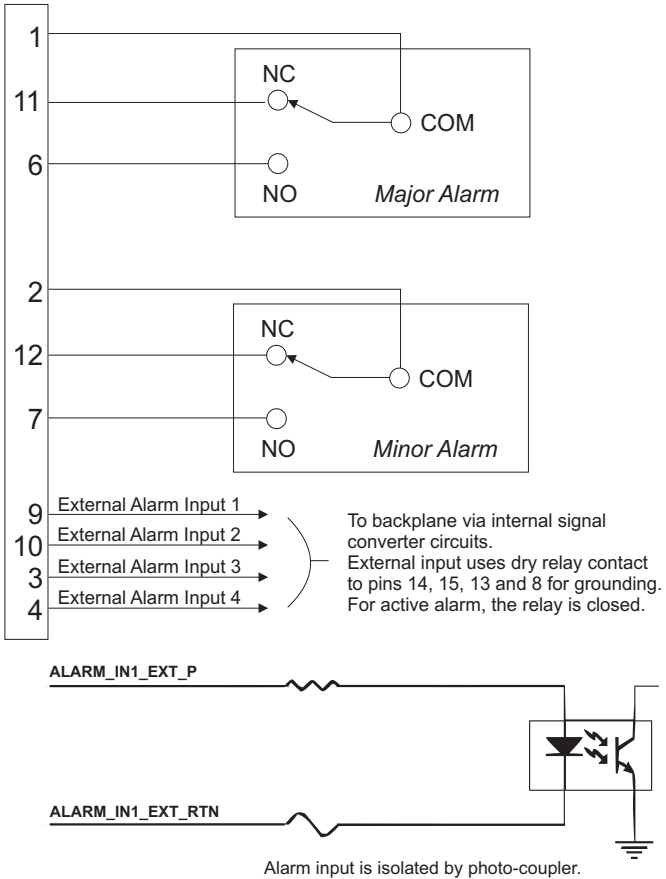 1
NC
11
COM
6
NO
Major Alarm
2
NC
12
COM
7
NO
Minor Alarm
9 External Alarm Input 1
10 External Alarm Input 2
3 External Alarm Input 3
4 External Alarm Input 4
To backplane via internal signal
converter circuits.
External input uses dry relay contact
to pins 14, 15, 13 and 8 for grounding.
For active alarm, the relay is closed.
ALARM_IN1_EXT_P
ALARM_IN1_EXT_RTN
Alarm input is isolated by photo-coupler.